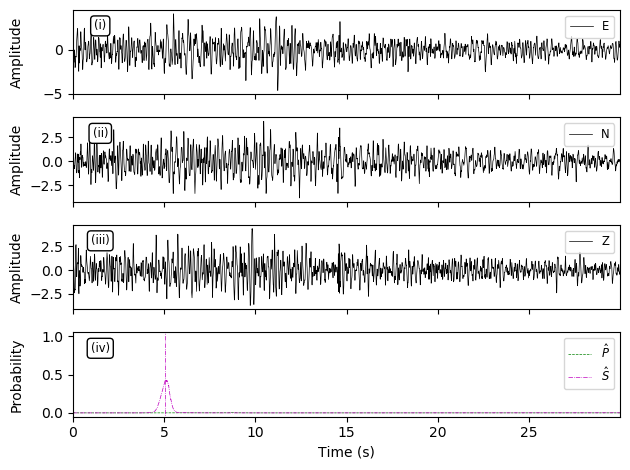 (i)
E
Amplitude
0
−5
(ii)
N
Amplitude
2.5
0.0
−2.5
(iii)
Z
Amplitude
2.5
0.0
−2.5
(iv)
P̂
Ŝ
Probability
1.0
0.5
0.0
0 5 10 15 20 25
Time (s)